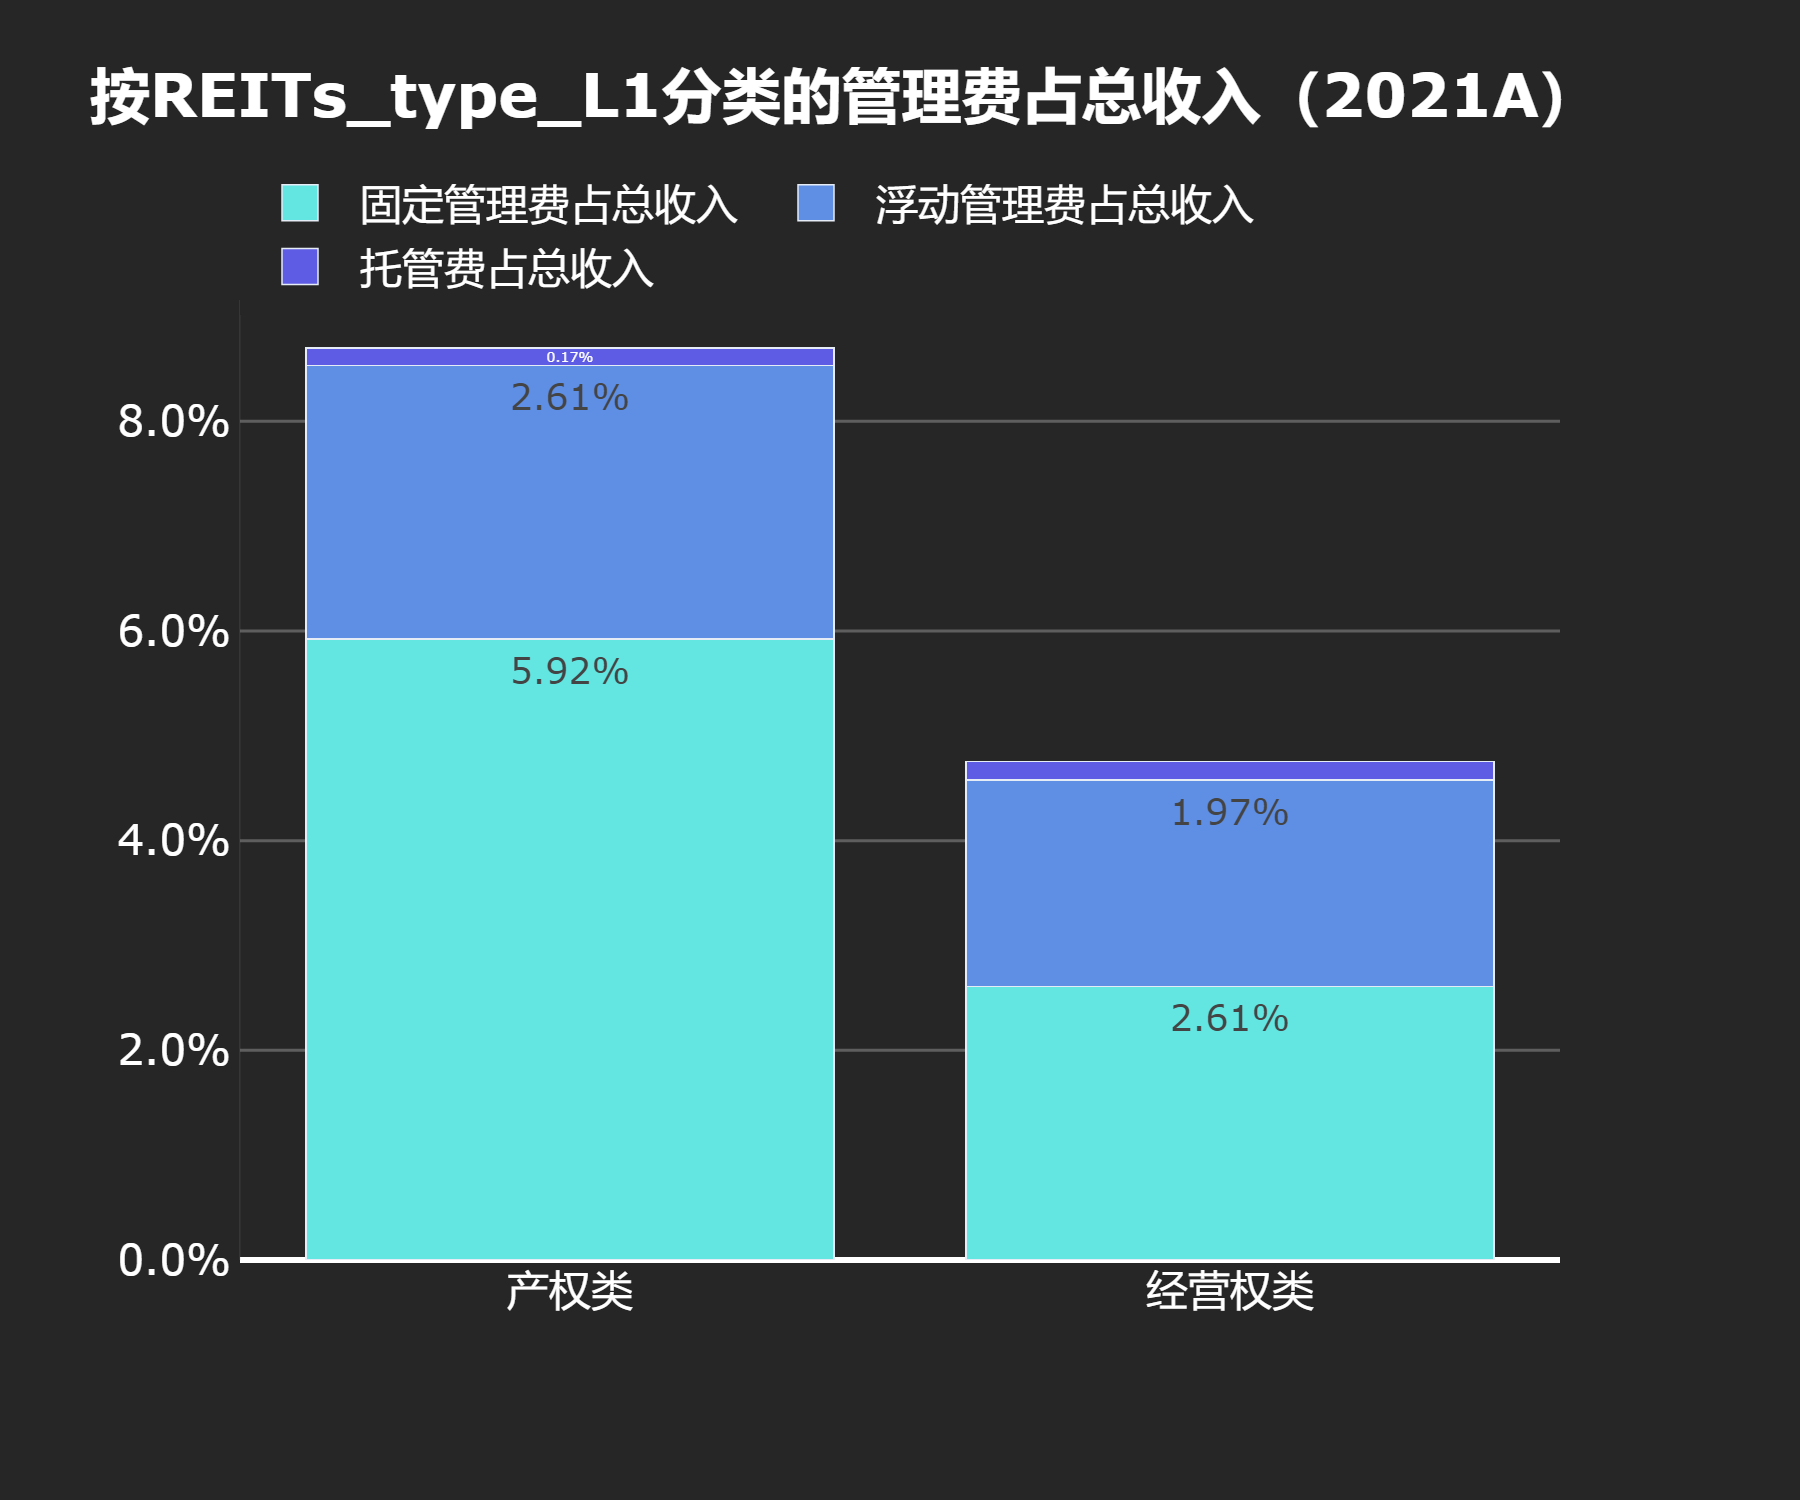 按REITs_type_L1分类的管理费占总收入（2021A）
固定管理费占总收入 浮动管理费占总收入
托管费占总收入
0.17%
2.61%
8.0%
6.0%
5.92%
1.97%
4.0%
2.61%
2.0%
0.0%
产权类 经营权类